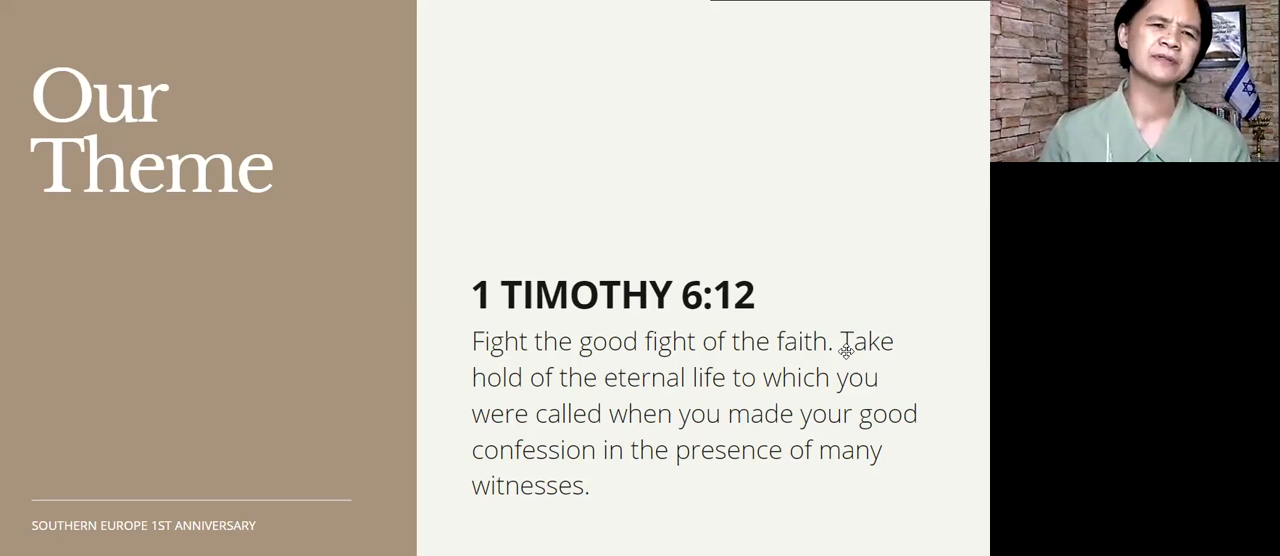 Our
Theme
1 TIMOTHY 6:12
Fight the good fight of the faith. Take
hold of the eternal life to which you
were called when you made your good
confession in the presence of many
witnesses.
SOUTHERN EUROPE 1ST ANNIVERSARY